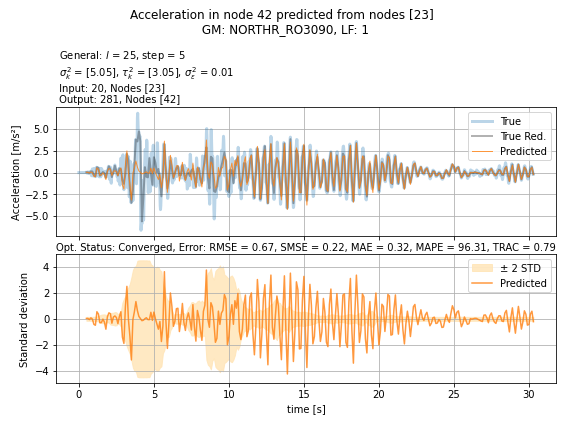 Acceleration in node 42 predicted from nodes [23]
GM: NORTHR_RO3090, LF: 1
General: l = 25, step = 5
σ²ₖ = [5.05], τ²ₖ = [3.05], σ²ε = 0.01
Input: 20, Nodes [23]
Output: 281, Nodes [42]
Acceleration [m/s²]
5.0
2.5
0.0
−2.5
−5.0
True
True Red.
Predicted
Opt. Status: Converged, Error: RMSE = 0.67, SMSE = 0.22, MAE = 0.32, MAPE = 96.31, TRAC = 0.79
Standard deviation
4
2
0
−2
−4
± 2 STD
Predicted
0 5 10 15 20 25 30
time [s]